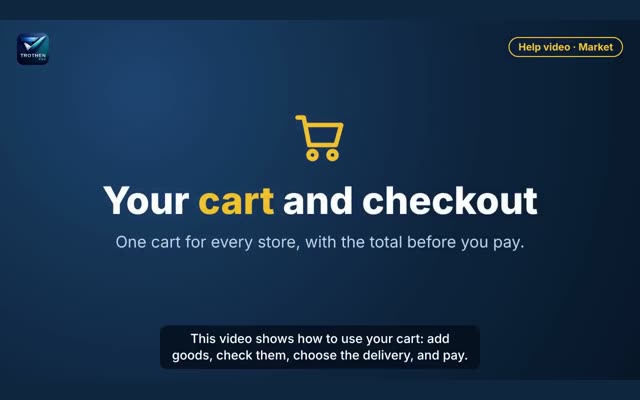 TROTHEN
Help video · Market
Your cart and checkout
One cart for every store, with the total before you pay.
This video shows how to use your cart: add
goods, check them, choose the delivery, and pay.